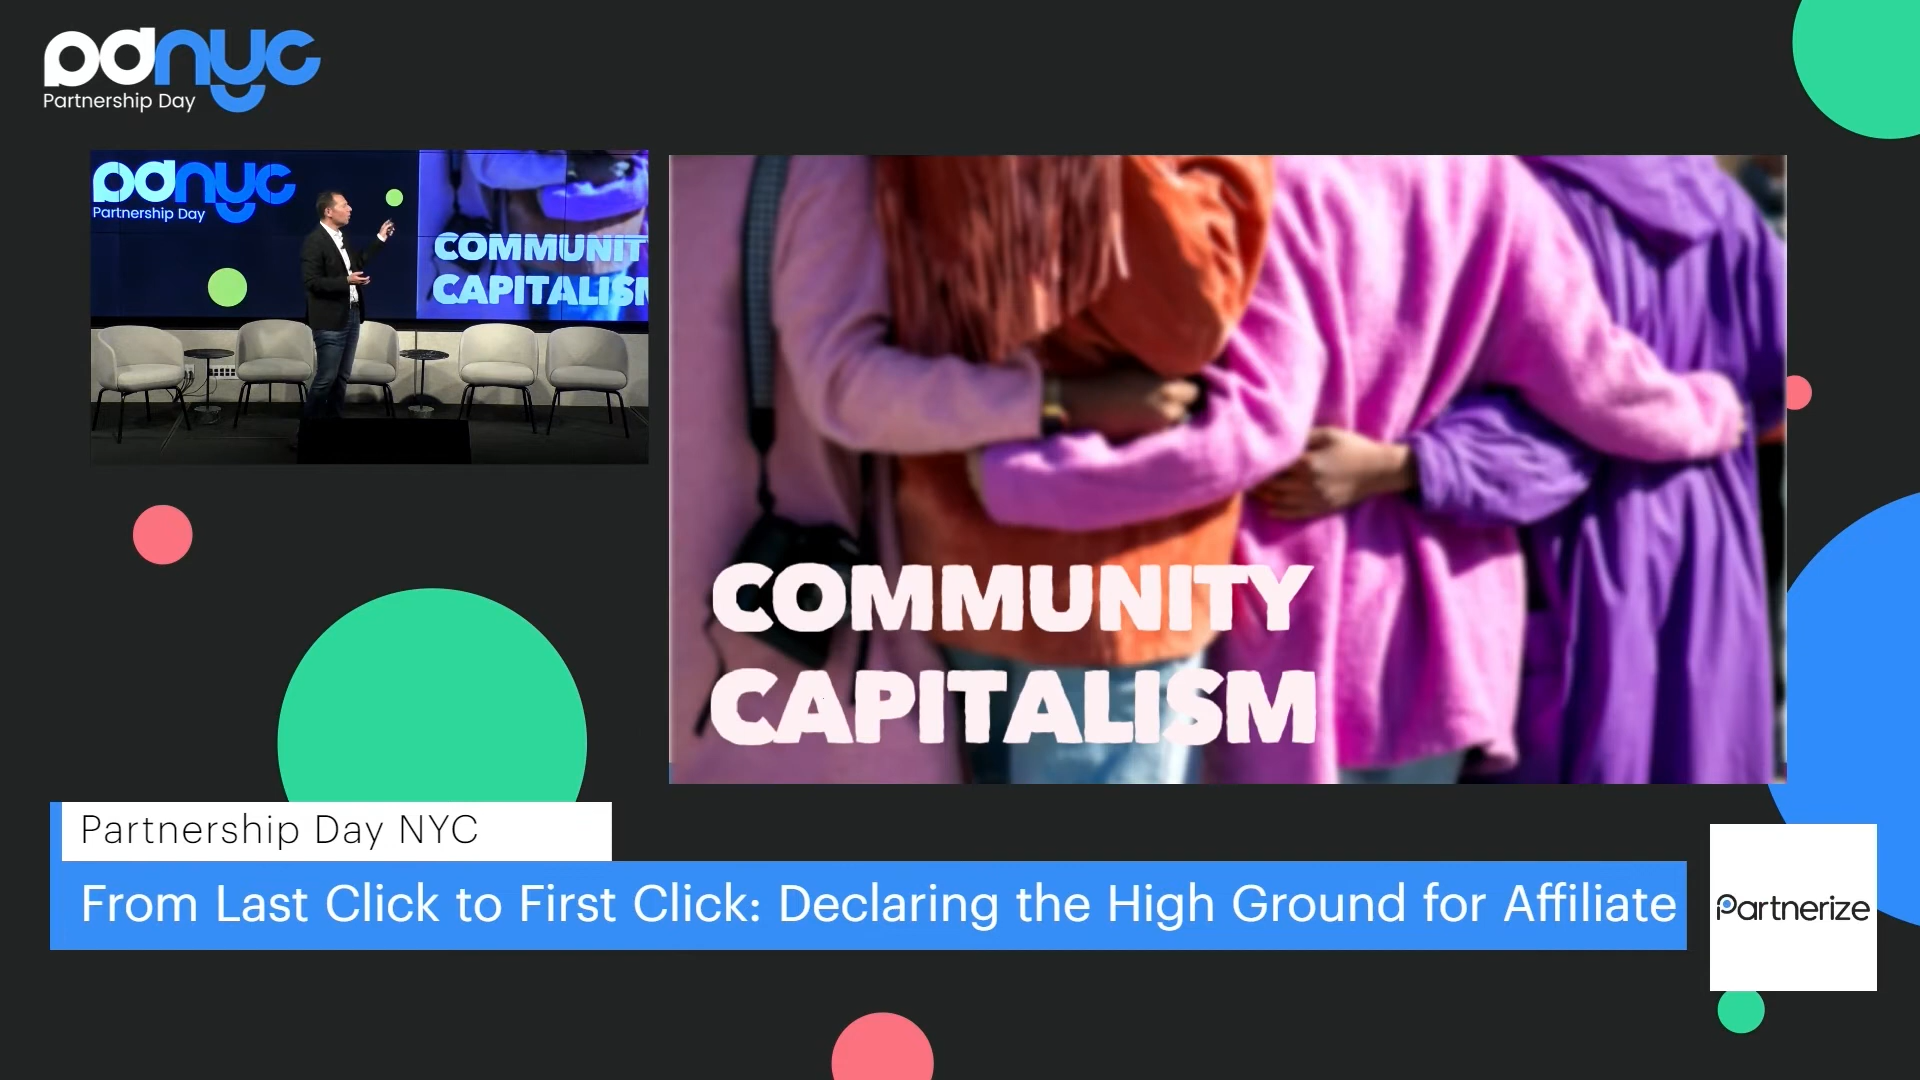 pdnyc
Partnership Day
pdnyc
Partnership Day
COMMUNIT
CAPITALISM
COMMUNITY
CAPITALISM
Partnership Day NYC
From Last Click to First Click: Declaring the High Ground for Affiliate
Partnerize